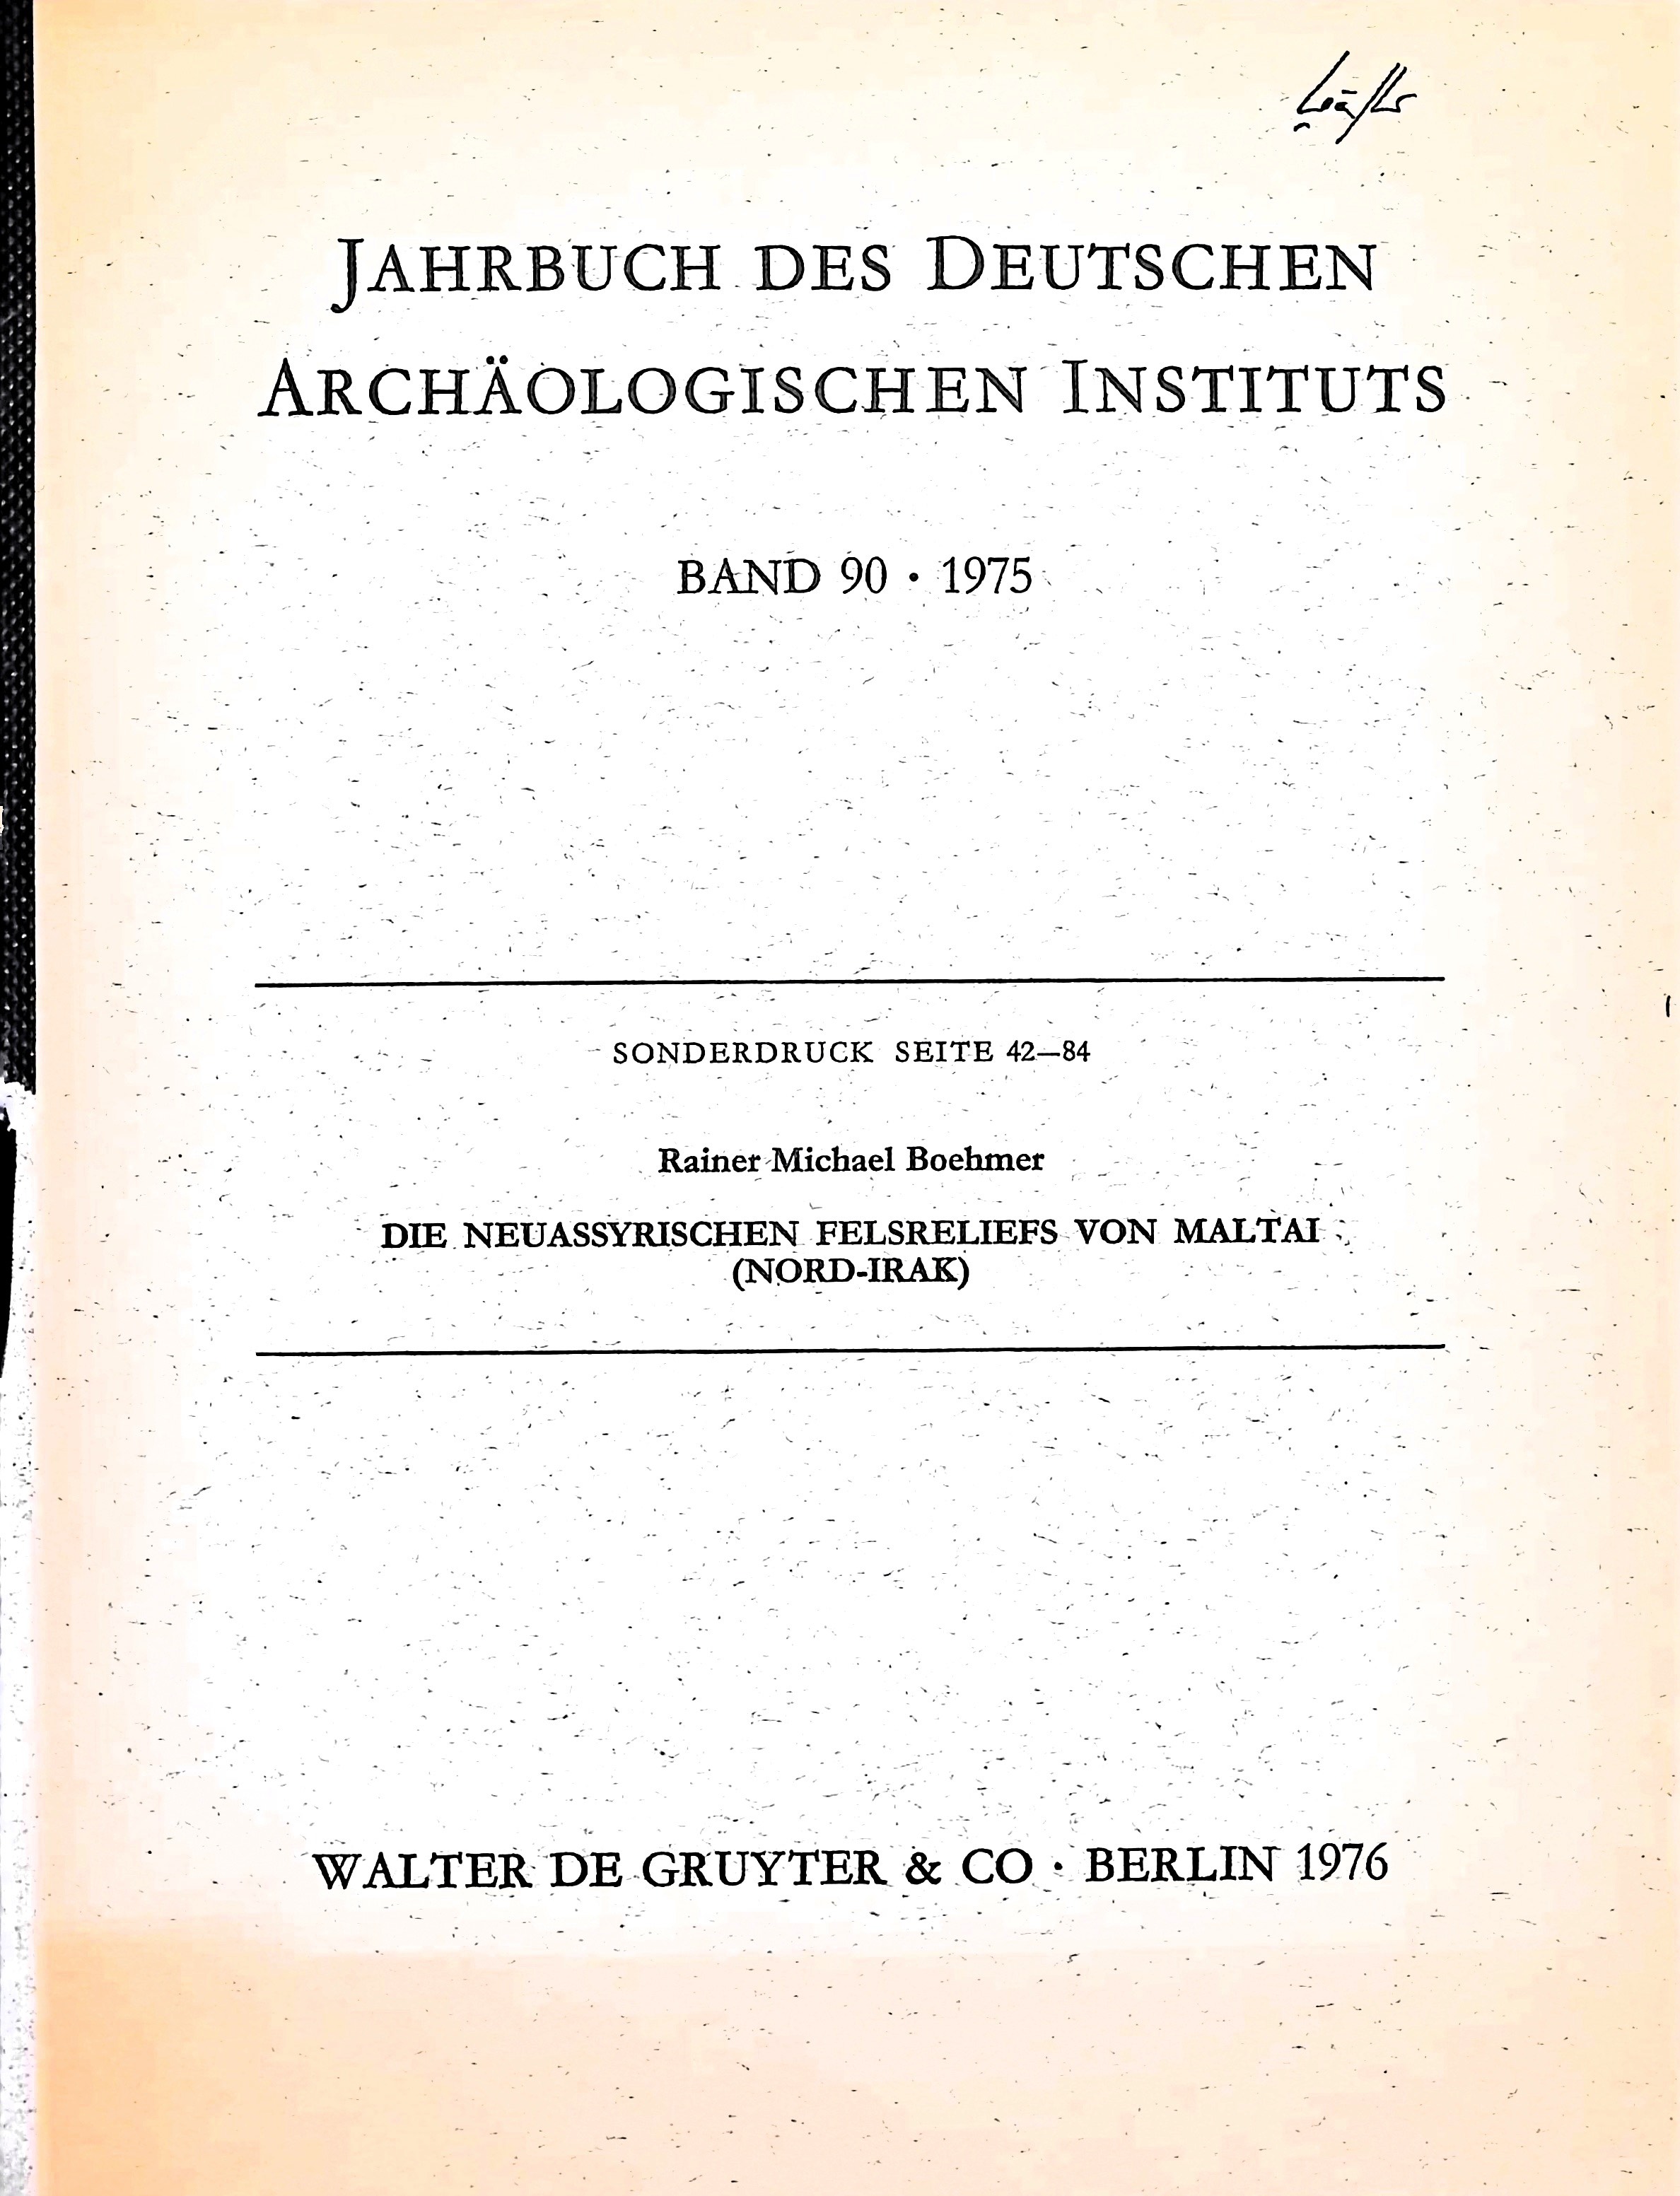 JAHRBUCH DES DEUTSCHEN
ARCHÄOLOGISCHEN INSTITUTS
BAND 90 · 1975
SONDERDRUCK SEITE 42–84
Rainer Michael Boehmer
DIE NEUASSYRISCHEN FELSRELIEFS VON MALTAI
(NORD-IRAK)
WALTER DE GRUYTER & CO · BERLIN 1976